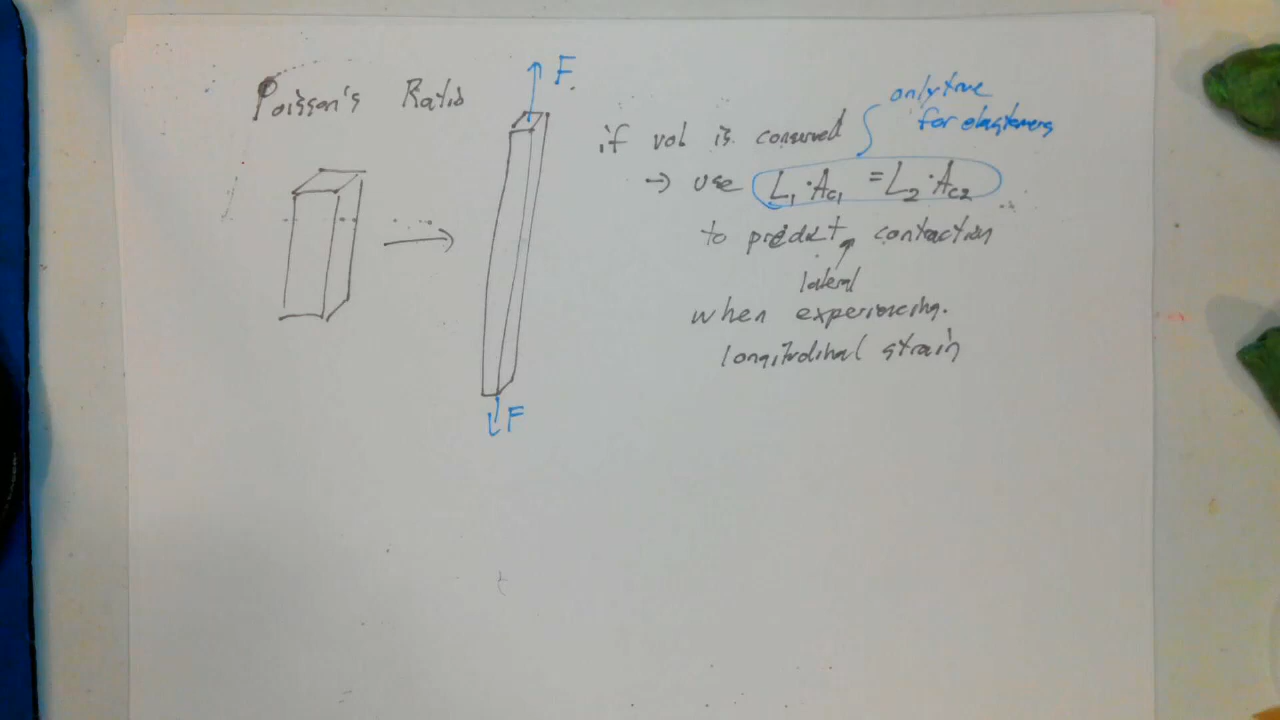 Poisson's Ratio
F
F
if vol is conserved
only true
for elastomers
→ use L₁·Ac₁ = L₂·Ac₂
to predict contraction
lateral
when experiencing.
longitudinal strain